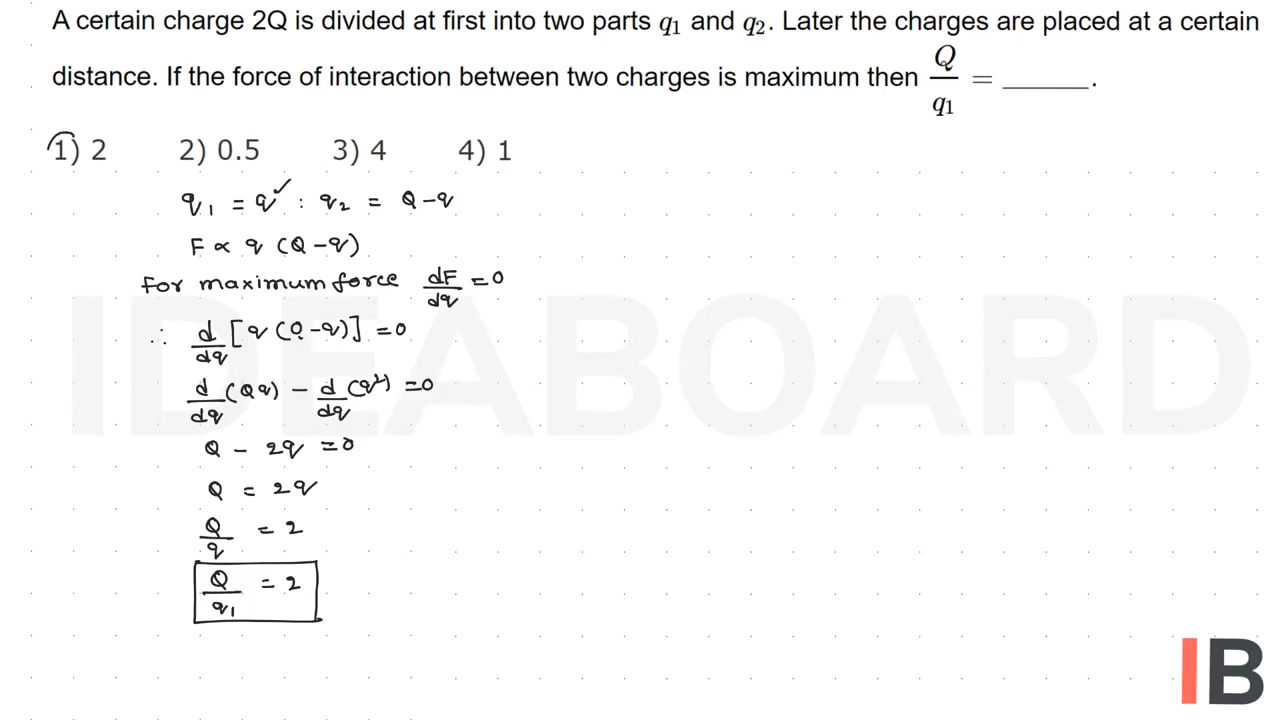 A certain charge 2Q is divided at first into two parts q₁ and q₂. Later the charges are placed at a certain
distance. If the force of interaction between two charges is maximum then Q/q₁ = ______.
1) 2 2) 0.5 3) 4 4) 1
q₁ = q ✓ : q₂ = Q - q
F ∝ q (Q - q)
For maximum force dF/dq = 0
∴ d/dq [q (Q - q)] = 0
d/dq (Qq) - d/dq (q²) = 0
Q - 2q = 0
Q = 2q
Q/q = 2
Q/q₁ = 2
IDEABOARD
IB